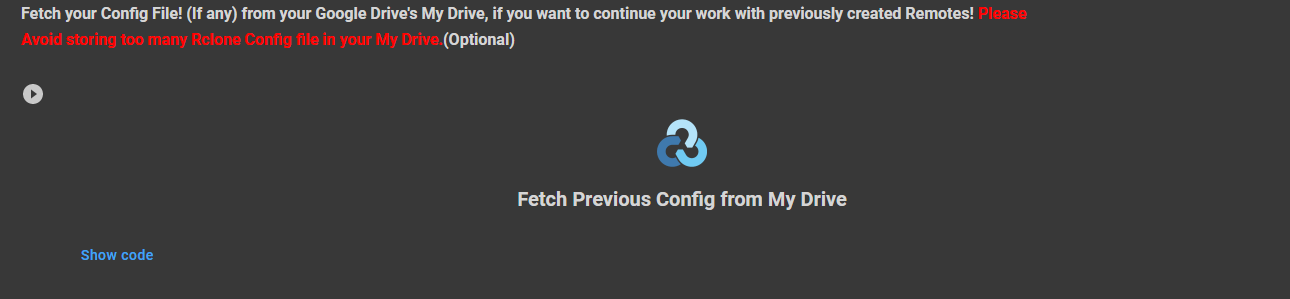 Fetch your Config File! (If any) from your Google Drive's My Drive, if you want to continue your work with previously created Remotes! Please
Avoid storing too many Rclone Config file in your My Drive.(Optional)
Fetch Previous Config from My Drive
Show code